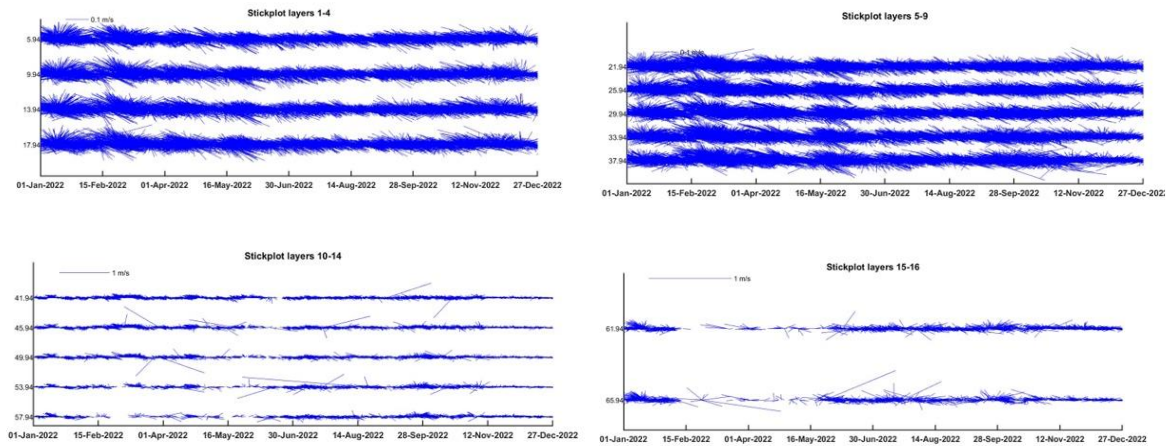 Stickplot layers 1-4
0.1 m/s
5.94
9.94
13.94
17.94
01-Jan-2022 15-Feb-2022 01-Apr-2022 16-May-2022 30-Jun-2022 14-Aug-2022 28-Sep-2022 12-Nov-2022 27-Dec-2022
Stickplot layers 5-9
0.1 m/s
21.94
25.94
29.94
33.94
37.94
01-Jan-2022 15-Feb-2022 01-Apr-2022 16-May-2022 30-Jun-2022 14-Aug-2022 28-Sep-2022 12-Nov-2022 27-Dec-2022
Stickplot layers 10-14
1 m/s
41.94
45.94
49.94
53.94
57.94
01-Jan-2022 15-Feb-2022 01-Apr-2022 16-May-2022 30-Jun-2022 14-Aug-2022 28-Sep-2022 12-Nov-2022 27-Dec-2022
Stickplot layers 15-16
1 m/s
61.94
65.94
01-Jan-2022 15-Feb-2022 01-Apr-2022 16-May-2022 30-Jun-2022 14-Aug-2022 28-Sep-2022 12-Nov-2022 27-Dec-2022